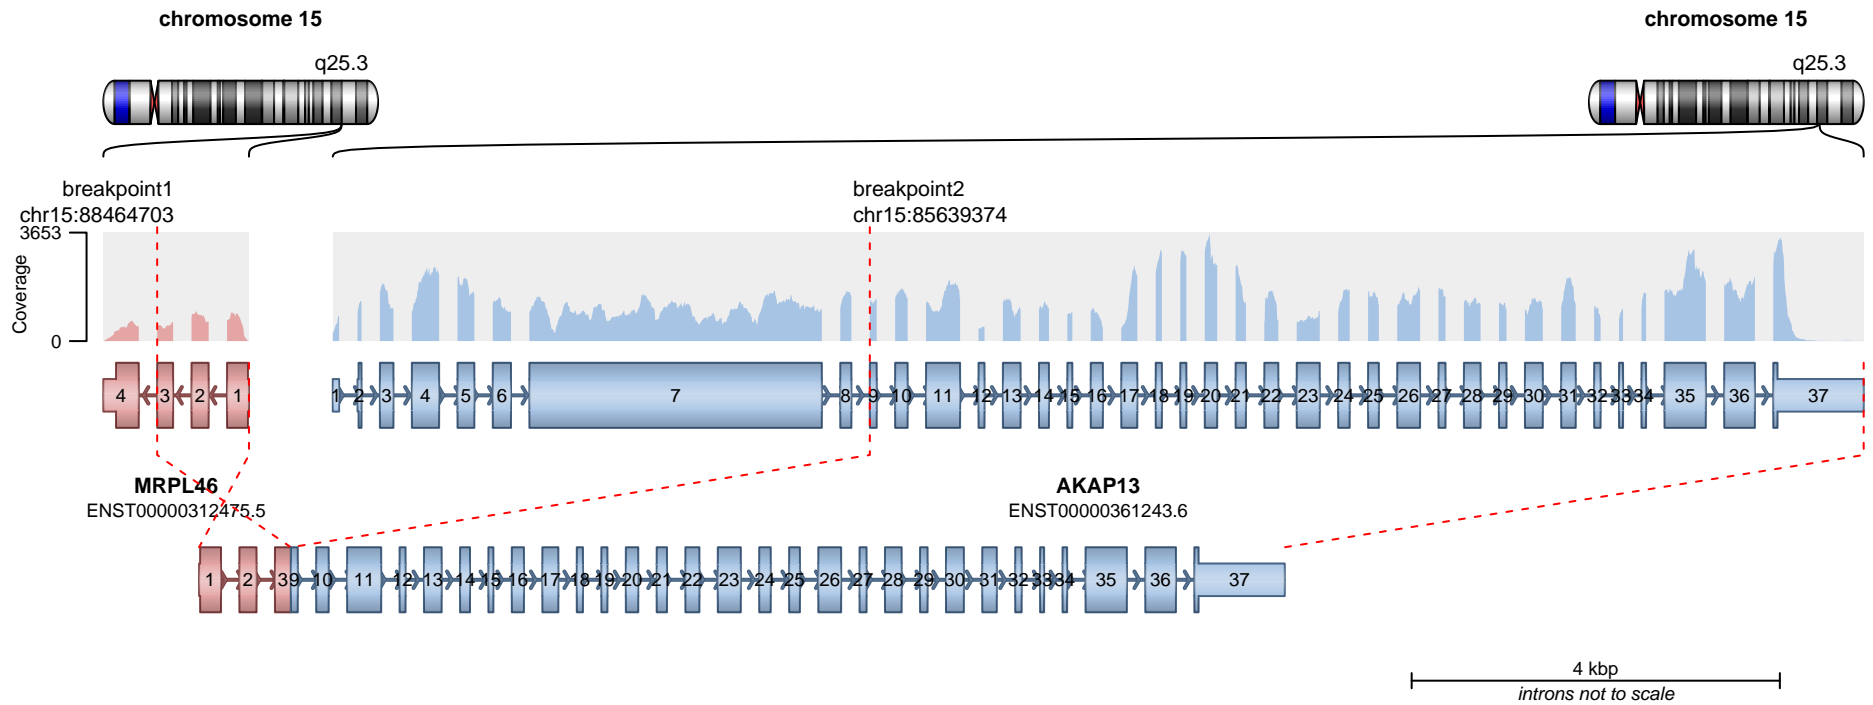 chromosome 15
chromosome 15
q25.3
q25.3
breakpoint1
chr15:88464703
breakpoint2
chr15:85639374
3653
Coverage
0
4 3 2 1
1 2 3 4 5 6 7 8 9 10 11 12 13 14 15 16 17 18 19 20 21 22 23 24 25 26 27 28 29 30 31 32 33 34 35 36 37
MRPL46
ENST00000312475.5
AKAP13
ENST00000361243.6
1 2 3 9 10 11 12 13 14 15 16 17 18 19 20 21 22 23 24 25 26 27 28 29 30 31 32 33 34 35 36 37
4 kbp
introns not to scale